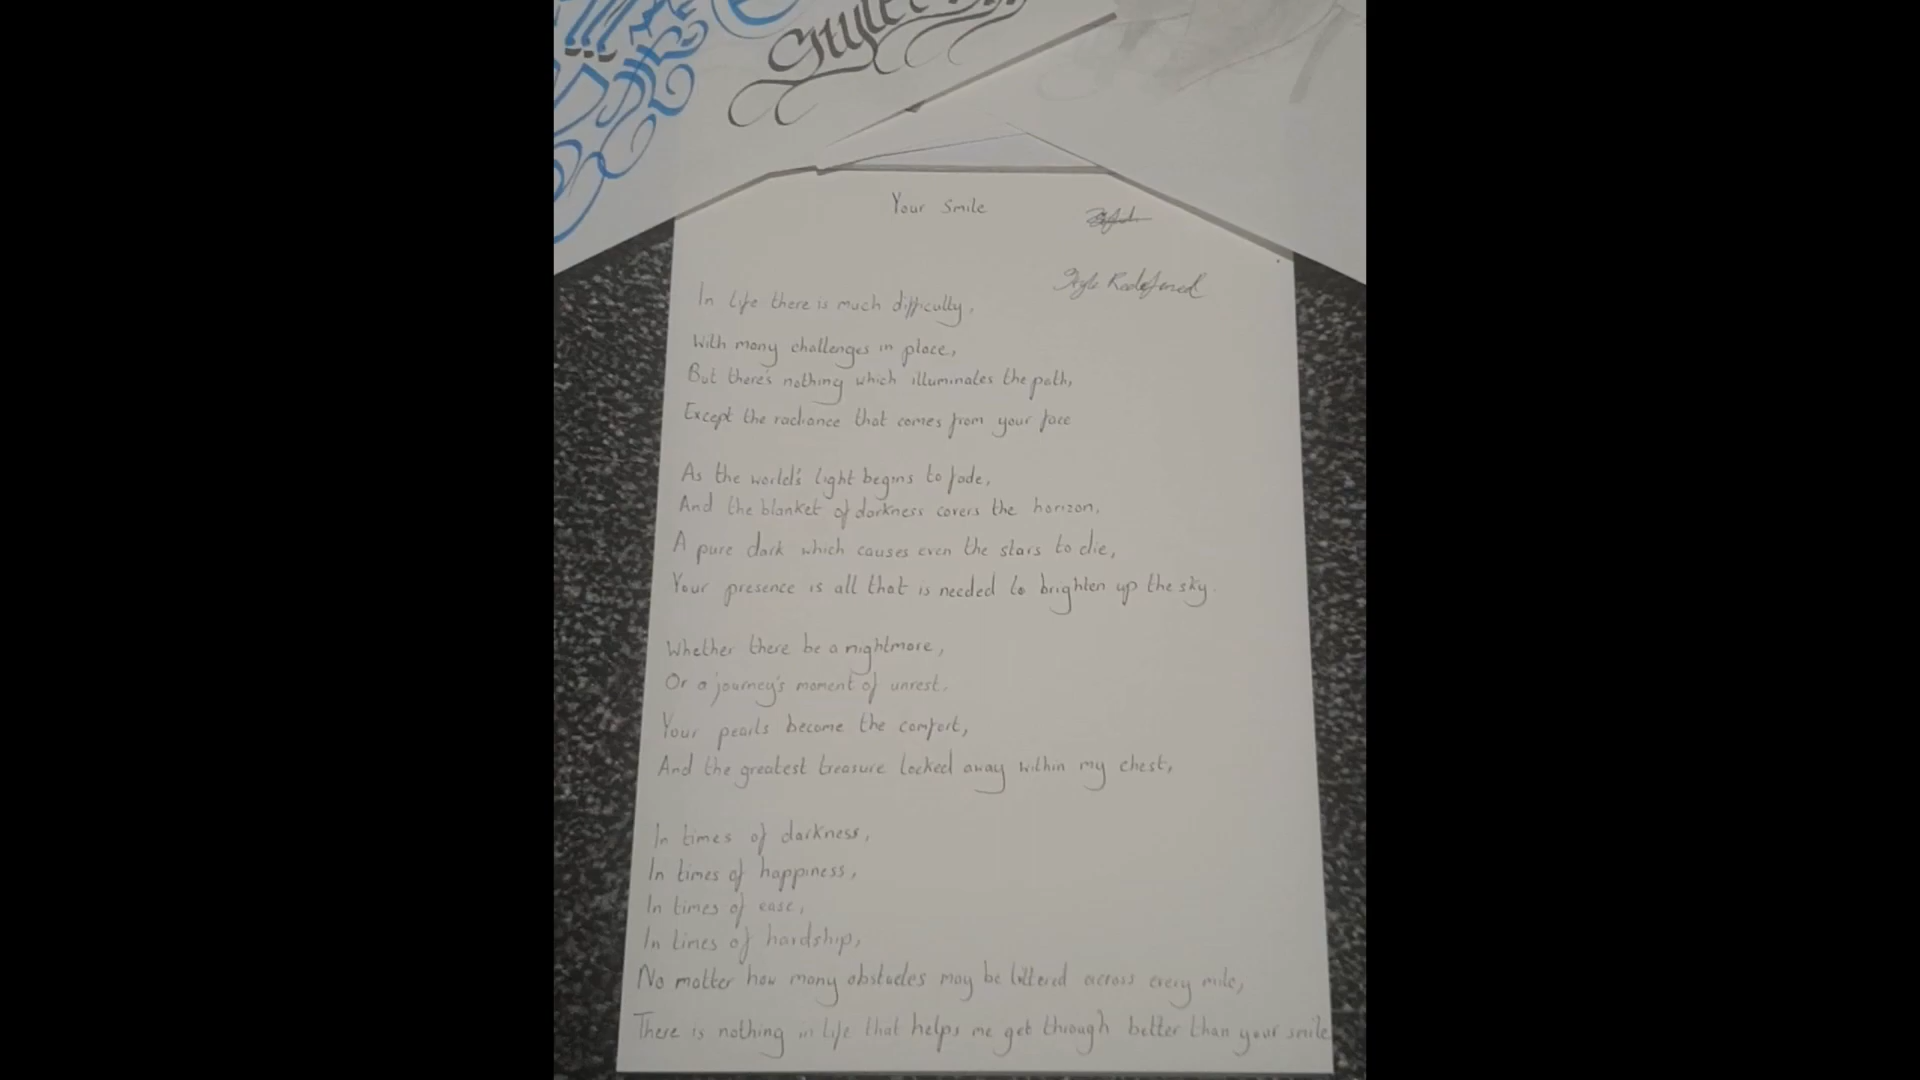 Your Smile
Style Redefined
In life there is much difficulty,
With many challenges in place,
But there's nothing which illuminates the path,
Except the radiance that comes from your face
As the world's light begins to fade,
And the blanket of darkness covers the horizon,
A pure dark which causes even the stars to die,
Your presence is all that is needed to brighten up the sky.
Whether there be a nightmare,
Or a journey's moment of unrest.
Your pearls become the comfort,
And the greatest treasure locked away within my chest,
In times of darkness,
In times of happiness,
In times of ease,
In times of hardship,
No matter how many obstacles may be littered across every mile,
There is nothing in life that helps me get through better than your smile